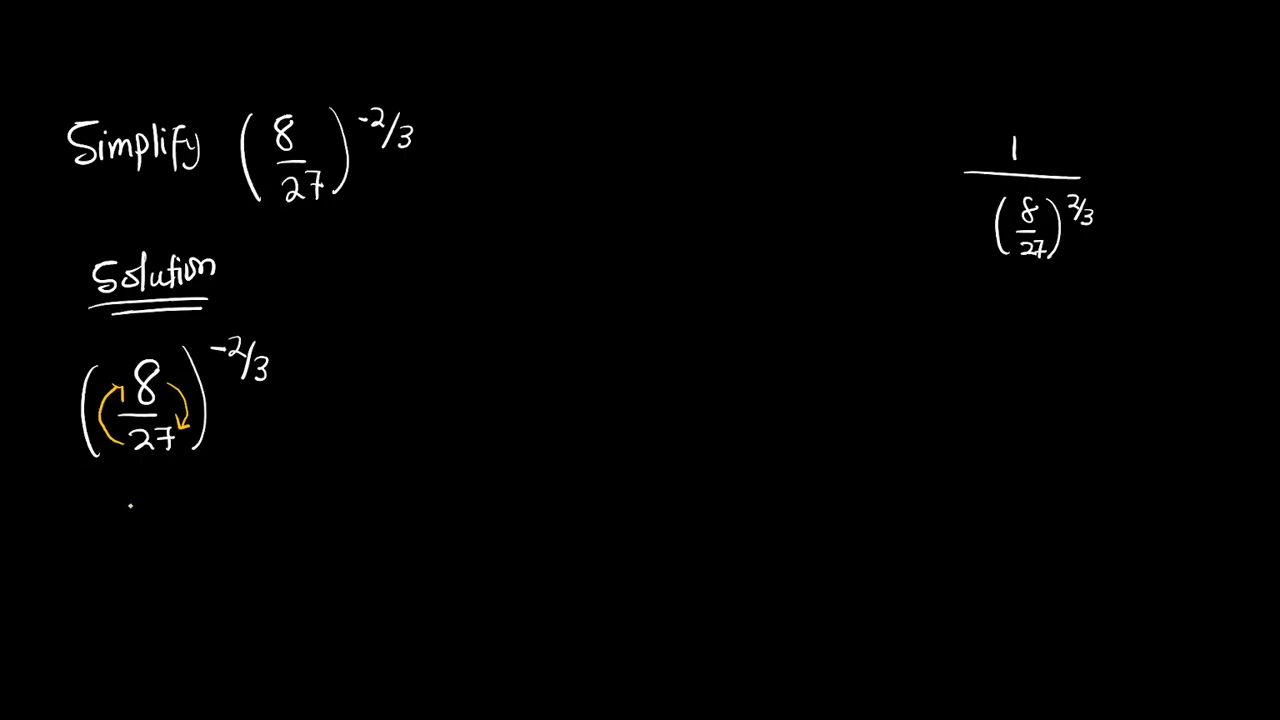 Simplify (8/27)^-2/3
Solution
(8/27)^-2/3
1/(8/27)^2/3